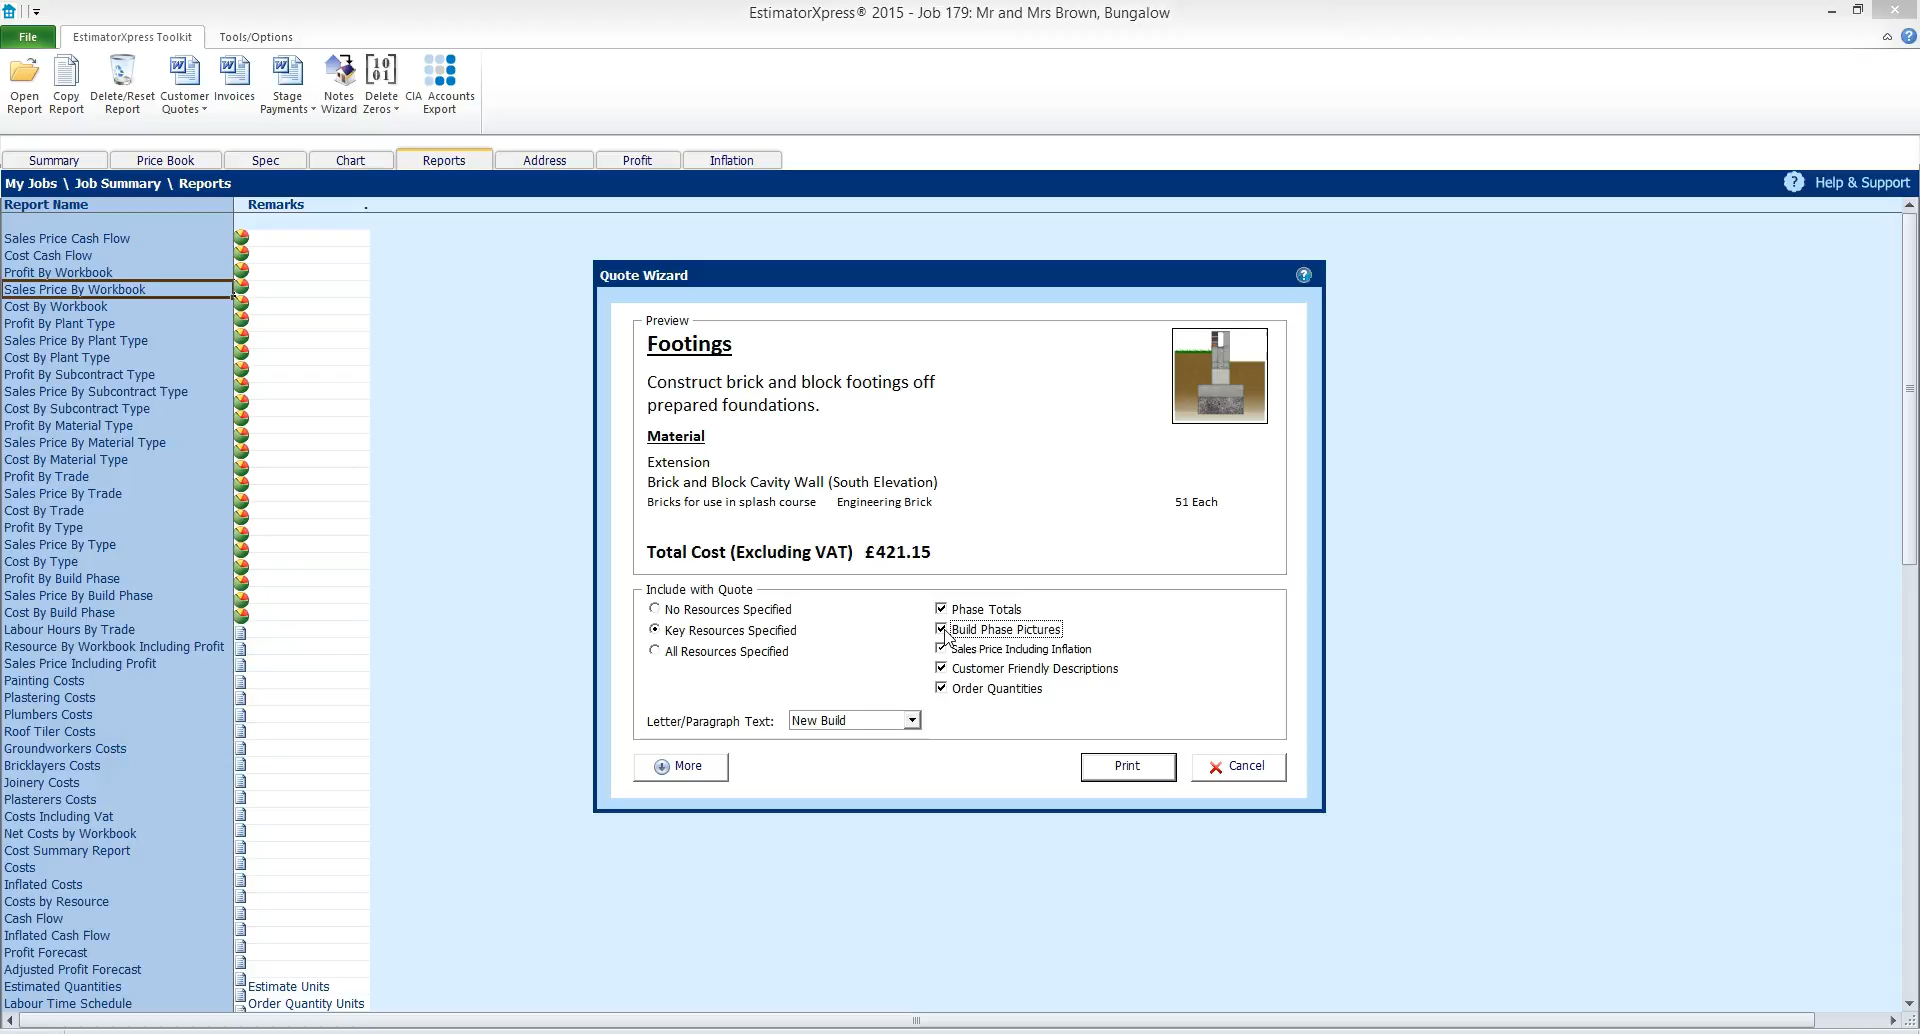 EstimatorXpress® 2015 - Job 179: Mr and Mrs Brown, Bungalow
File EstimatorXpress Toolkit Tools/Options
Open Report
Copy Report
Delete/Reset Report
Customer Quotes
Invoices
Stage Payments
Notes Wizard
10 01
Delete Zeros
CIA Accounts Export
Summary Price Book Spec Chart Reports Address Profit Inflation
My Jobs \ Job Summary \ Reports
Help & Support
Report Name Remarks .
Sales Price Cash Flow
Cost Cash Flow
Profit By Workbook
Sales Price By Workbook
Cost By Workbook
Profit By Plant Type
Sales Price By Plant Type
Cost By Plant Type
Profit By Subcontract Type
Sales Price By Subcontract Type
Cost By Subcontract Type
Profit By Material Type
Sales Price By Material Type
Cost By Material Type
Profit By Trade
Sales Price By Trade
Cost By Trade
Profit By Type
Sales Price By Type
Cost By Type
Profit By Build Phase
Sales Price By Build Phase
Cost By Build Phase
Labour Hours By Trade
Resource By Workbook Including Profit
Sales Price Including Profit
Painting Costs
Plastering Costs
Plumbers Costs
Roof Tiler Costs
Groundworkers Costs
Bricklayers Costs
Joinery Costs
Plasterers Costs
Costs Including Vat
Net Costs by Workbook
Cost Summary Report
Costs
Inflated Costs
Costs by Resource
Cash Flow
Inflated Cash Flow
Profit Forecast
Adjusted Profit Forecast
Estimated Quantities Estimate Units
Labour Time Schedule Order Quantity Units
Quote Wizard
Preview
Footings
Construct brick and block footings off
prepared foundations.
Material
Extension
Brick and Block Cavity Wall (South Elevation)
Bricks for use in splash course Engineering Brick 51 Each
Total Cost (Excluding VAT) £421.15
Include with Quote
No Resources Specified
Key Resources Specified
All Resources Specified
Phase Totals
Build Phase Pictures
Sales Price Including Inflation
Customer Friendly Descriptions
Order Quantities
Letter/Paragraph Text: New Build
More Print Cancel